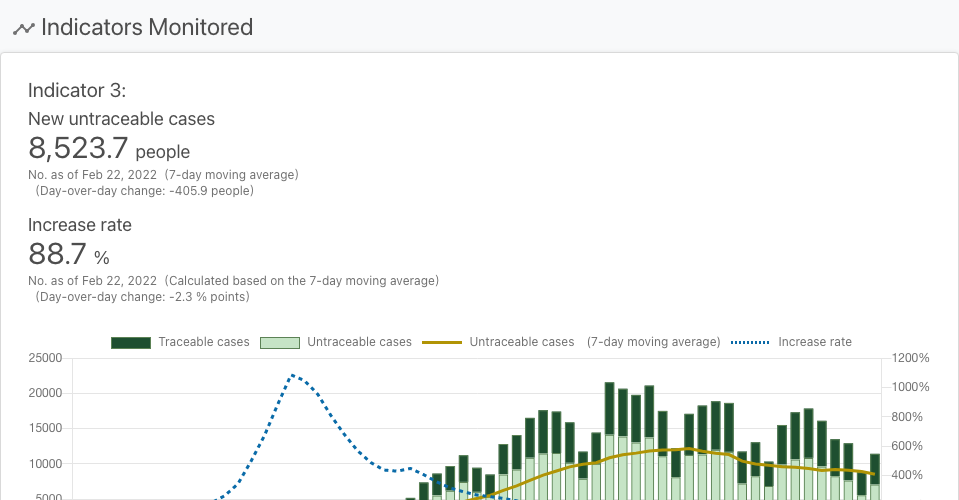 Indicators Monitored
Indicator 3:
New untraceable cases
8,523.7 people
No. as of Feb 22, 2022 (7-day moving average)
(Day-over-day change: -405.9 people)
Increase rate
88.7 %
No. as of Feb 22, 2022 (Calculated based on the 7-day moving average)
(Day-over-day change: -2.3 % points)
Traceable cases Untraceable cases Untraceable cases (7-day moving average) Increase rate
25000 1200%
20000 1000%
15000 800%
10000 600%
5000 400%